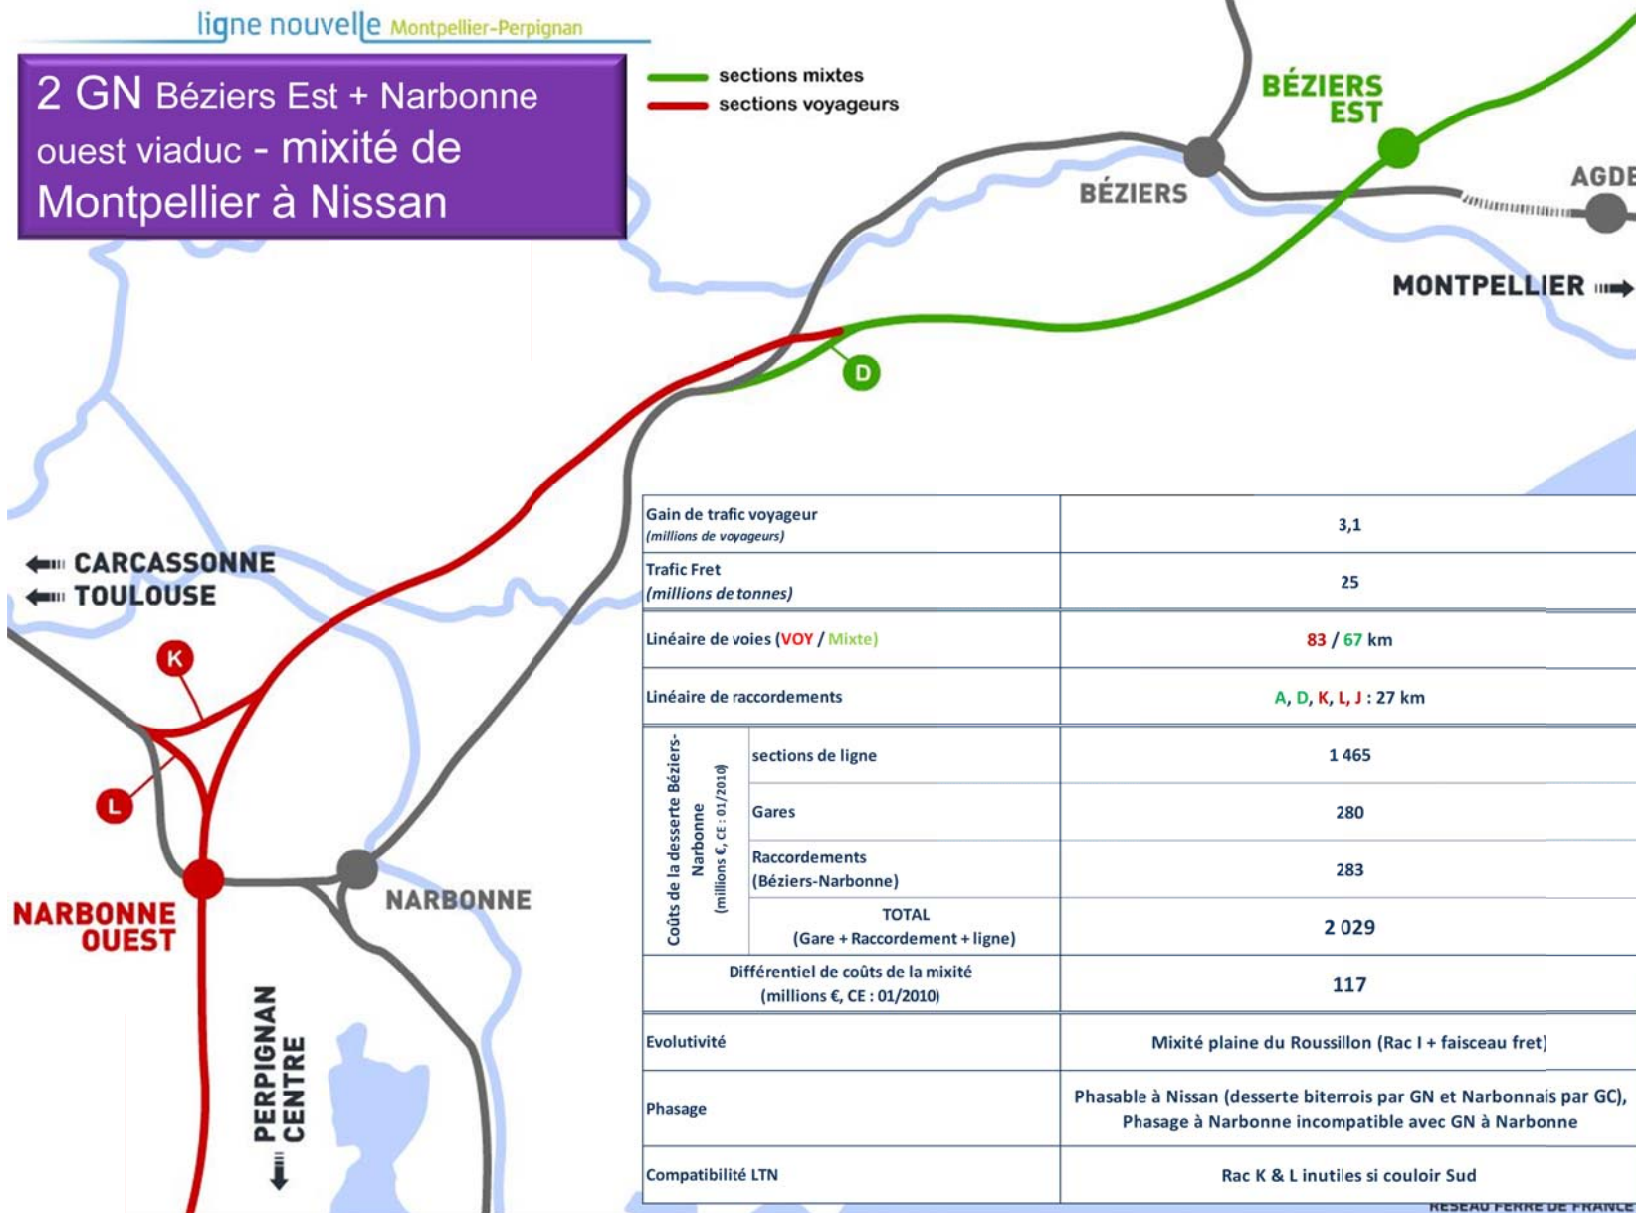 ligne nouvelle Montpellier-Perpignan
2 GN Béziers Est + Narbonne
ouest viaduc - mixité de
Montpellier à Nissan
sections mixtes
sections voyageurs
BÉZIERS
EST
BÉZIERS
AGDE
MONTPELLIER
D
CARCASSONNE
TOULOUSE
K
L
NARBONNE
OUEST
NARBONNE
PERPIGNAN
CENTRE
Gain de trafic voyageur
(millions de voyageurs)
3,1
Trafic Fret
(millions de tonnes)
25
Linéaire de voies (VOY / Mixte)
83 / 67 km
Linéaire de raccordements
A, D, K, L, J : 27 km
Coûts de la desserte Béziers-
Narbonne
(millions €, CE : 01/2010)
sections de ligne
1 465
Gares
280
Raccordements
(Béziers-Narbonne)
283
TOTAL
(Gare + Raccordement + ligne)
2 029
Différentiel de coûts de la mixité
(millions €, CE : 01/2010)
117
Evolutivité
Mixité plaine du Roussillon (Rac I + faisceau fret)
Phasage
Phasable à Nissan (desserte biterrois par GN et Narbonnais par GC),
Phasage à Narbonne incompatible avec GN à Narbonne
Compatibilité LTN
Rac K & L inutiles si couloir Sud
RESEAU FERRE DE FRANCE